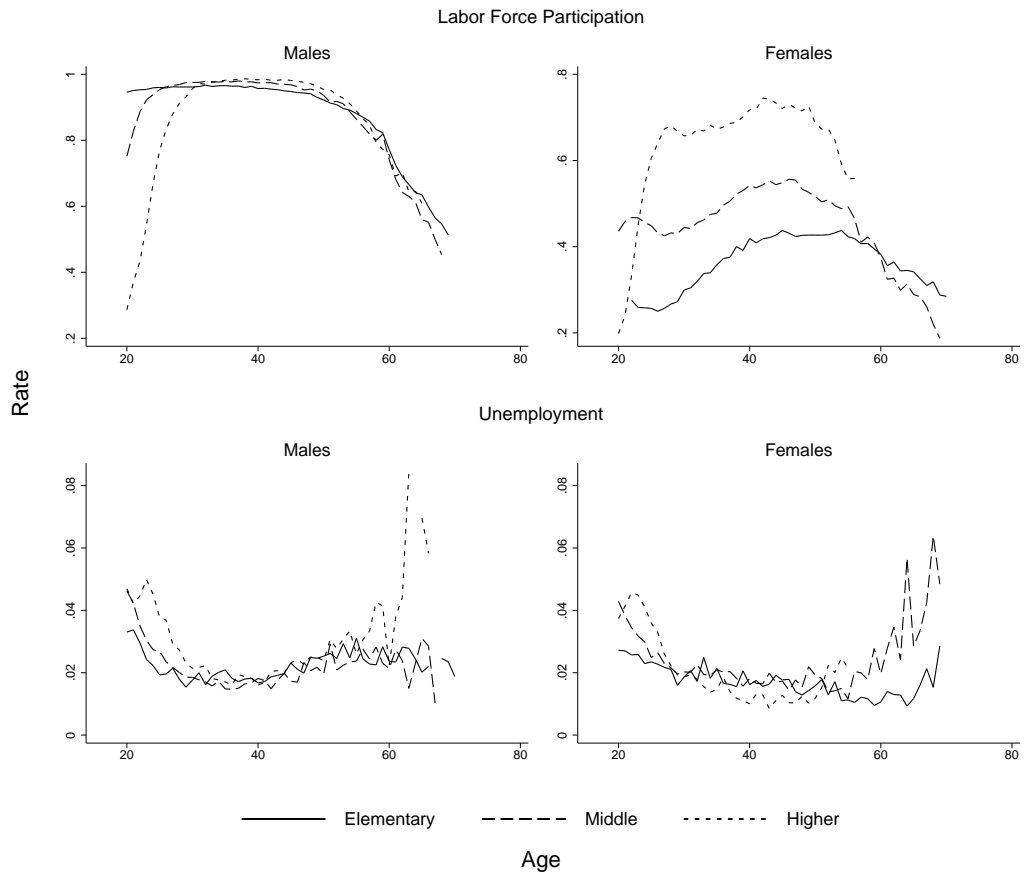 Labor Force Participation
Males
Females
1
.8
.6
.4
.2
20 40 60 80
.8
.6
.4
.2
20 40 60 80
Rate
Unemployment
Males
Females
.08
.06
.04
.02
0
20 40 60 80
.08
.06
.04
.02
0
20 40 60 80
Elementary Middle Higher
Age